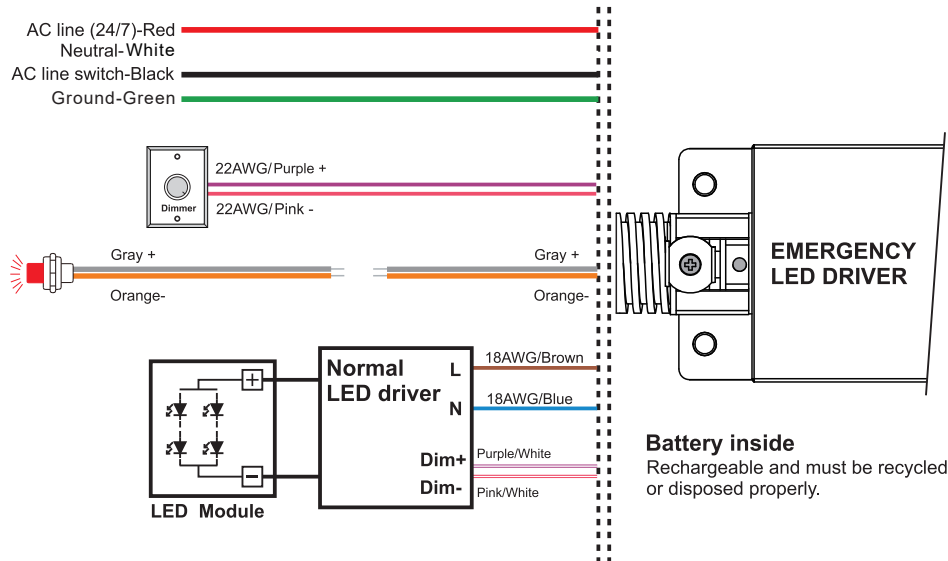 AC line (24/7)-Red
Neutral-White
AC line switch-Black
Ground-Green
22AWG/Purple +
Dimmer
22AWG/Pink -
Gray +
Gray +
Orange-
Orange-
EMERGENCY
LED DRIVER
Normal
LED driver
L
N
Dim+
Dim-
18AWG/Brown
18AWG/Blue
Purple/White
Pink/White
+
−
LED Module
Battery inside
Rechargeable and must be recycled
or disposed properly.